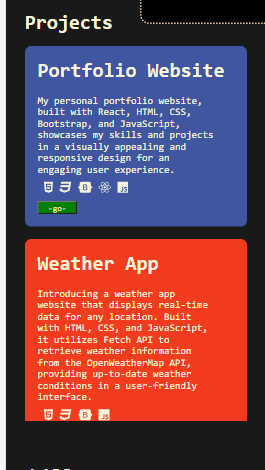 Projects
Portfolio Website
My personal portfolio website,
built with React, HTML, CSS,
Bootstrap, and JavaScript,
showcases my skills and projects
in a visually appealing and
responsive design for an
engaging user experience.
-go-
Weather App
Introducing a weather app
website that displays real-time
data for any location. Built
with HTML, CSS, and JavaScript,
it utilizes Fetch API to
retrieve weather information
from the OpenWeatherMap API,
providing up-to-date weather
conditions in a user-friendly
interface.